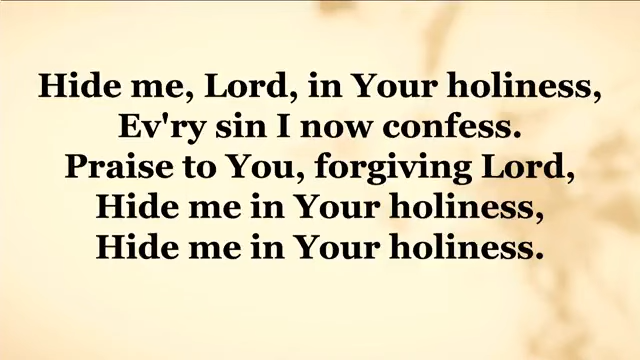 Hide me, Lord, in Your holiness,
Ev'ry sin I now confess.
Praise to You, forgiving Lord,
Hide me in Your holiness,
Hide me in Your holiness.